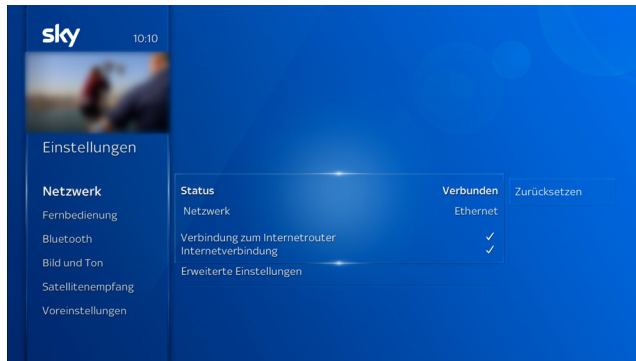 sky 10:10
Einstellungen
Netzwerk
Fernbedienung
Bluetooth
Bild und Ton
Satellitenempfang
Voreinstellungen
Status Verbunden
Netzwerk Ethernet
Verbindung zum Internetrouter ✓
Internetverbindung ✓
Erweiterte Einstellungen
Zurücksetzen